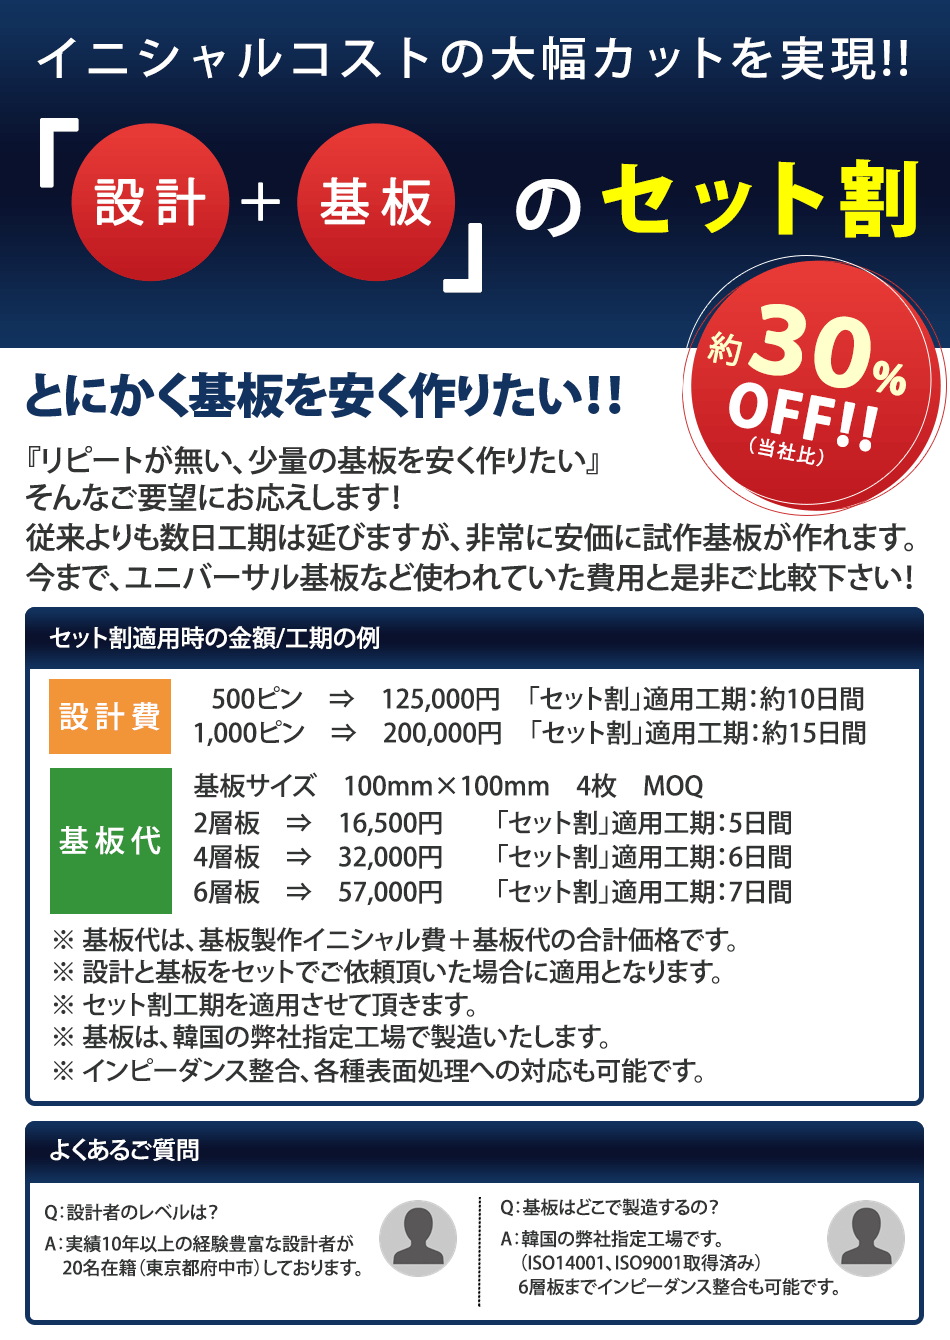 イニシャルコストの大幅カットを実現!!
「設計+基板」のセット割
約30%
OFF!!
（当社比）
とにかく基板を安く作りたい!!
『リピートが無い、少量の基板を安く作りたい』
そんなご要望にお応えします！
従来よりも数日工期は延びますが、非常に安価に試作基板が作れます。
今まで、ユニバーサル基板など使われていた費用と是非ご比較下さい！
セット割適用時の金額/工期の例
設計費
500ピン　⇒　125,000円　「セット割」適用工期：約10日間
1,000ピン　⇒　200,000円　「セット割」適用工期：約15日間
基板代
基板サイズ　100mm×100mm　4枚　MOQ
2層板　⇒　16,500円　　「セット割」適用工期：5日間
4層板　⇒　32,000円　　「セット割」適用工期：6日間
6層板　⇒　57,000円　　「セット割」適用工期：7日間
※ 基板代は、基板製作イニシャル費＋基板代の合計価格です。
※ 設計と基板をセットでご依頼頂いた場合に適用となります。
※ セット割工期を適用させて頂きます。
※ 基板は、韓国の弊社指定工場で製造いたします。
※ インピーダンス整合、各種表面処理への対応も可能です。
よくあるご質問
Q：設計者のレベルは？
A：実績10年以上の経験豊富な設計者が
20名在籍（東京都府中市）しております。
Q：基板はどこで製造するの？
A：韓国の弊社指定工場です。
（ISO14001、ISO9001取得済み）
6層板までインピーダンス整合も可能です。